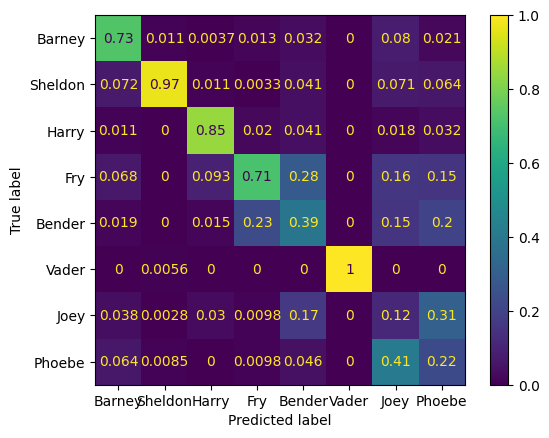 Barney 0.73 0.011 0.0037 0.013 0.032 0 0.08 0.021
Sheldon 0.072 0.97 0.011 0.0033 0.041 0 0.071 0.064
Harry 0.011 0 0.85 0.02 0.041 0 0.018 0.032
Fry 0.068 0 0.093 0.71 0.28 0 0.16 0.15
Bender 0.019 0 0.015 0.23 0.39 0 0.15 0.2
Vader 0 0.0056 0 0 0 1 0 0
Joey 0.038 0.0028 0.03 0.0098 0.17 0 0.12 0.31
Phoebe 0.064 0.0085 0 0.0098 0.046 0 0.41 0.22
Barney Sheldon Harry Fry Bender Vader Joey Phoebe
Predicted label
True label
1.0
0.8
0.6
0.4
0.2
0.0